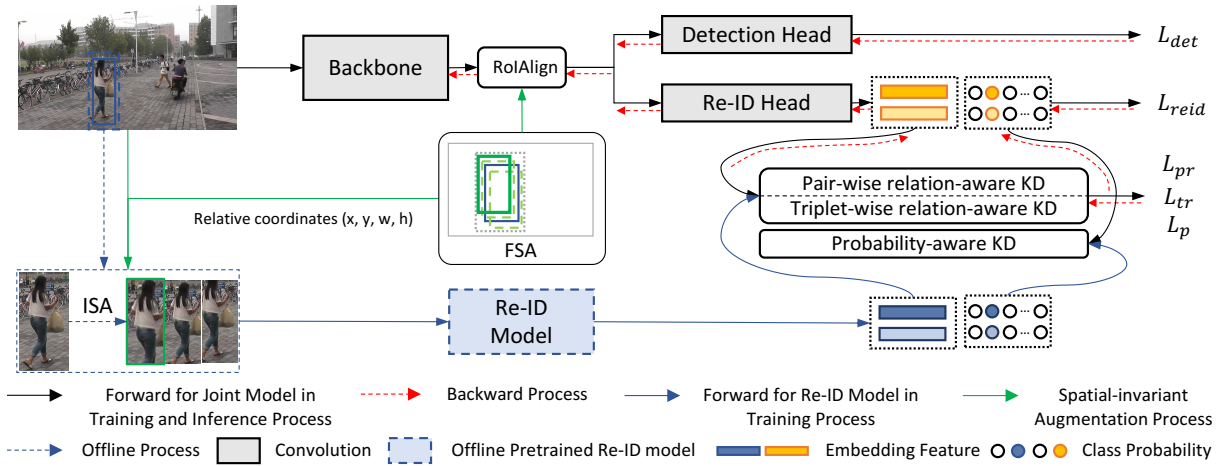 Detection Head
L_det
Backbone
RoIAlign
Re-ID Head
L_reid
L_pr
Pair-wise relation-aware KD
Triplet-wise relation-aware KD
L_tr
Relative coordinates (x, y, w, h)
FSA
Probability-aware KD
L_p
ISA
Re-ID
Model
Forward for Joint Model in
Training and Inference Process
Backward Process
Forward for Re-ID Model in
Training Process
Spatial-invariant
Augmentation Process
Offline Process
Convolution
Offline Pretrained Re-ID model
Embedding Feature
Class Probability